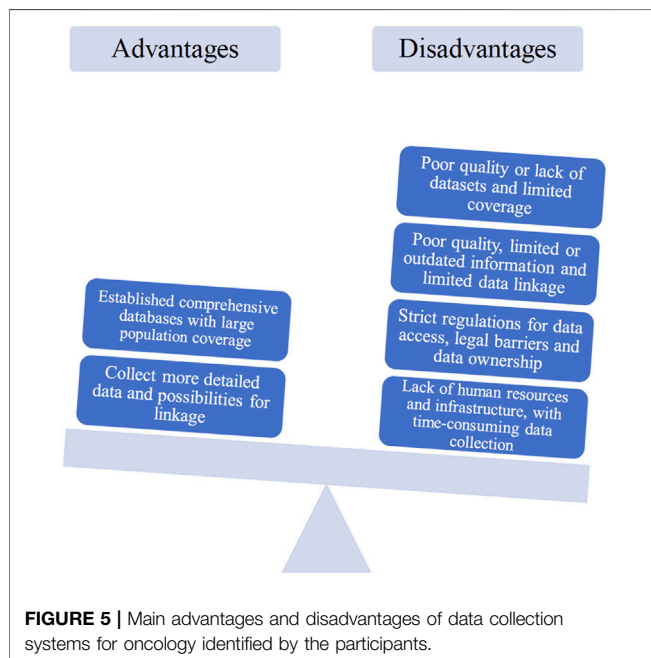 Advantages
Disadvantages
Poor quality or lack of
datasets and limited
coverage
Poor quality, limited or
outdated information and
limited data linkage
Established comprehensive
databases with large
population coverage
Strict regulations for data
access, legal barriers and
data ownership
Collect more detailed
data and possibilities for
linkage
Lack of human resources
and infrastructure, with
time-consuming data
collection
FIGURE 5 | Main advantages and disadvantages of data collection
systems for oncology identified by the participants.